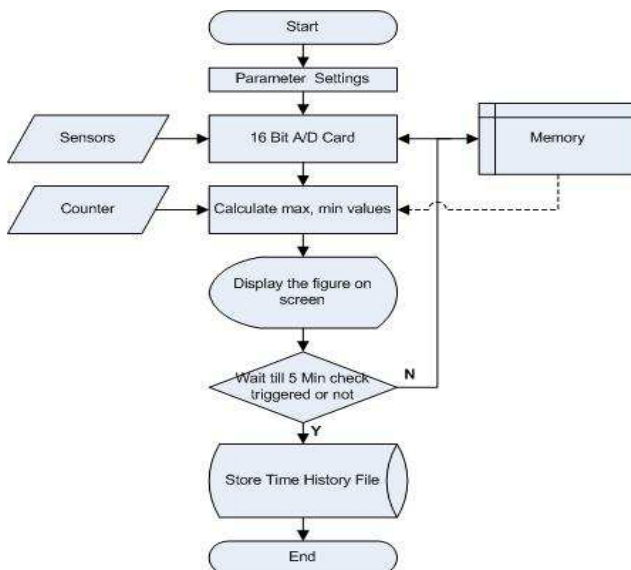 Start
Parameter Settings
Sensors
16 Bit A/D Card
Memory
Counter
Calculate max, min values
Display the figure on
screen
Wait till 5 Min check
triggered or not
N
Y
Store Time History File
End